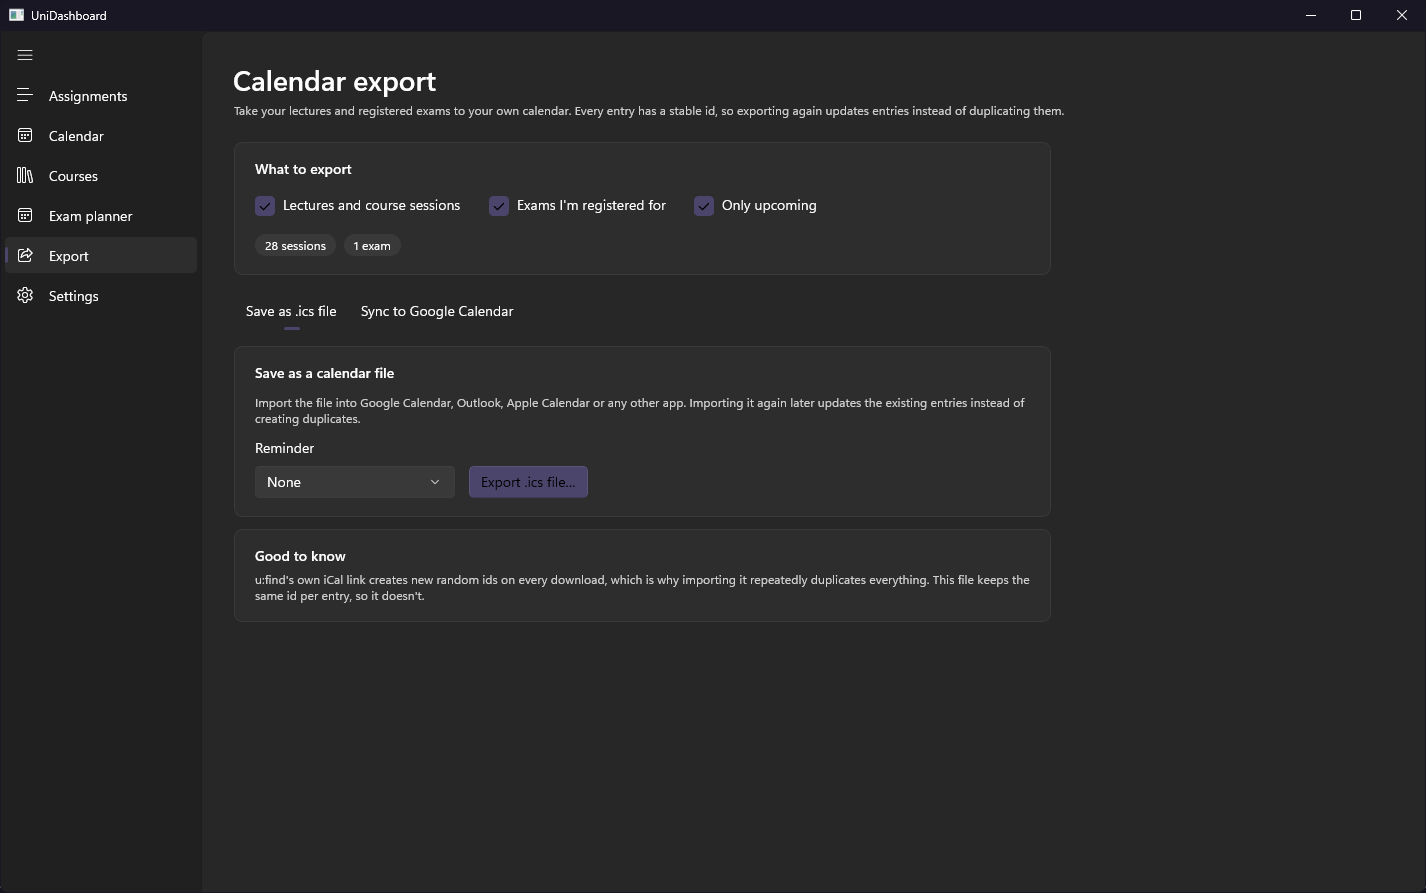 UniDashboard
Assignments
Calendar
Courses
Exam planner
Export
Settings
Calendar export
Take your lectures and registered exams to your own calendar. Every entry has a stable id, so exporting again updates entries instead of duplicating them.
What to export
Lectures and course sessions
Exams I'm registered for
Only upcoming
28 sessions
1 exam
Save as .ics file
Sync to Google Calendar
Save as a calendar file
Import the file into Google Calendar, Outlook, Apple Calendar or any other app. Importing it again later updates the existing entries instead of
creating duplicates.
Reminder
None
Export .ics file...
Good to know
u:find's own iCal link creates new random ids on every download, which is why importing it repeatedly duplicates everything. This file keeps the
same id per entry, so it doesn't.